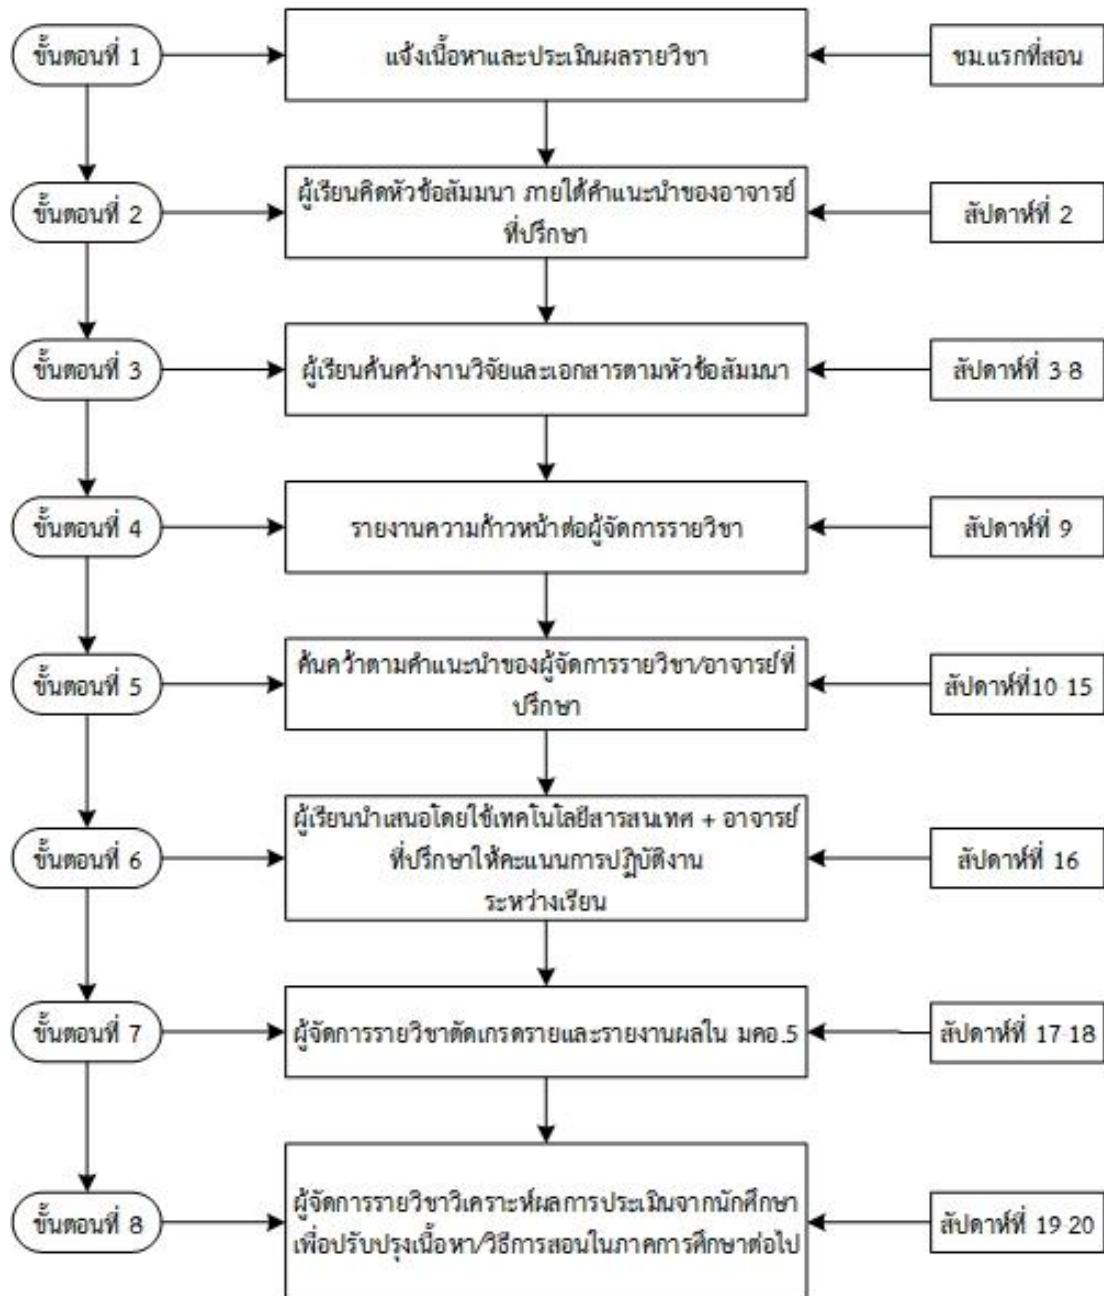 ขั้นตอนที่ 1
แจ้งเนื้อหาและประเมินผลรายวิชา
ชม.แรกที่สอน
ขั้นตอนที่ 2
ผู้เรียนคิดหัวข้อสัมมนา ภายใต้คำแนะนำของอาจารย์
ที่ปรึกษา
สัปดาห์ที่ 2
ขั้นตอนที่ 3
ผู้เรียนค้นคว้างานวิจัยและเอกสารตามหัวข้อสัมมนา
สัปดาห์ที่ 3-8
ขั้นตอนที่ 4
รายงานความก้าวหน้าต่อผู้จัดการรายวิชา
สัปดาห์ที่ 9
ขั้นตอนที่ 5
ค้นคว้าตามคำแนะนำของผู้จัดการรายวิชา/อาจารย์ที่
ปรึกษา
สัปดาห์ที่10-15
ขั้นตอนที่ 6
ผู้เรียนนำเสนอโดยใช้เทคโนโลยีสารสนเทศ + อาจารย์
ที่ปรึกษาให้คะแนนการปฏิบัติงาน
ระหว่างเรียน
สัปดาห์ที่ 16
ขั้นตอนที่ 7
ผู้จัดการรายวิชาตัดเกรดรายและรายงานผลใน มคอ.5
สัปดาห์ที่ 17-18
ขั้นตอนที่ 8
ผู้จัดการรายวิชาวิเคราะห์ผลการประเมินจากนักศึกษา
เพื่อปรับปรุงเนื้อหา/วิธีการสอนในภาคการศึกษาต่อไป
สัปดาห์ที่ 19-20